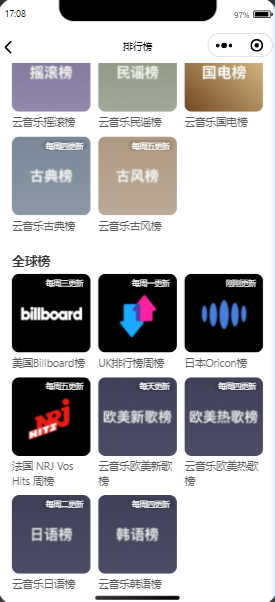 17:08
97%
排行榜
摇滚榜
民谣榜
国电榜
云音乐摇滚榜
云音乐民谣榜
云音乐国电榜
每周四更新
每周五更新
古典榜
古风榜
云音乐古典榜
云音乐古风榜
全球榜
每周三更新
每周一更新
刚刚更新
billboard
美国Billboard榜
UK排行榜周榜
日本Oricon榜
每周五更新
每天更新
每周四更新
NRJ
HITS
欧美新歌榜
欧美热歌榜
法国 NRJ Vos
Hits 周榜
云音乐欧美新歌
榜
云音乐欧美热歌
榜
每周二更新
每周四更新
日语榜
韩语榜
云音乐日语榜
云音乐韩语榜